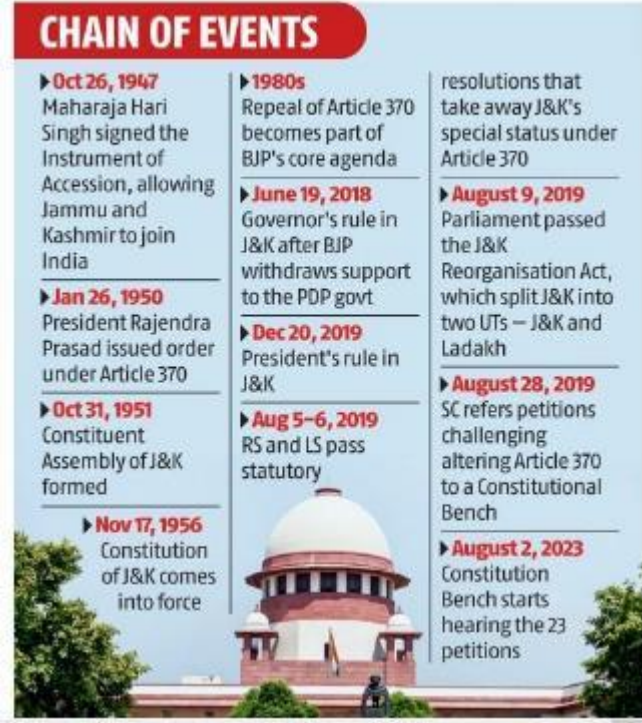 CHAIN OF EVENTS
Oct 26, 1947
Maharaja Hari
Singh signed the
Instrument of
Accession, allowing
Jammu and
Kashmir to join
India
Jan 26, 1950
President Rajendra
Prasad issued order
under Article 370
Oct 31, 1951
Constituent
Assembly of J&K
formed
Nov 17, 1956
Constitution
of J&K comes
into force
1980s
Repeal of Article 370
becomes part of
BJP's core agenda
June 19, 2018
Governor's rule in
J&K after BJP
withdraws support
to the PDP govt
Dec 20, 2019
President's rule in
J&K
Aug 5-6, 2019
RS and LS pass
statutory
resolutions that
take away J&K's
special status under
Article 370
August 9, 2019
Parliament passed
the J&K
Reorganisation Act,
which split J&K into
two UTs – J&K and
Ladakh
August 28, 2019
SC refers petitions
challenging
altering Article 370
to a Constitutional
Bench
August 2, 2023
Constitution
Bench starts
hearing the 23
petitions